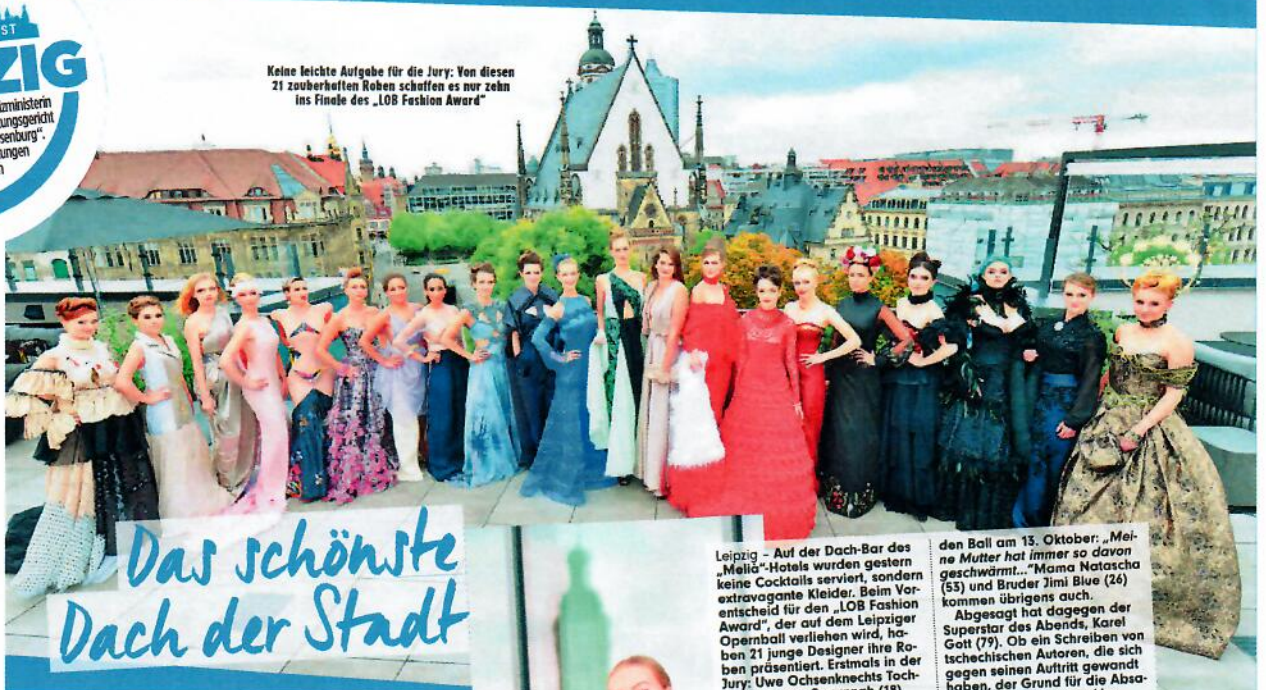 ST
ZIG
zministerin
ungsgericht
senburg“.
ungen
Keine leichte Aufgabe für die Jury: Von diesen
21 zauberhaften Roben schaffen es nur zehn
ins Finale des „LOB Fashion Award“
Das schönste
Dach der Stadt
Leipzig – Auf der Dach-Bar des
„Meliá“-Hotels wurden gestern
keine Cocktails serviert, sondern
extravagante Kleider. Beim Vor-
entscheid für den „LOB Fashion
Award“, der auf dem Leipziger
Opernball verliehen wird, ha-
ben 21 junge Designer ihre Ro-
ben präsentiert. Erstmals in der
Jury: Uwe Ochsenknechts Toch-
(18)
den Ball am 13. Oktober: „Mei-
ne Mutter hat immer so davon
geschwärmt...“ Mama Natascha
(53) und Bruder Jimi Blue (26)
kommen übrigens auch.
Abgesagt hat dagegen der
Superstar des Abends, Karel
Gott (79). Ob ein Schreiben von
tschechischen Autoren, die sich
gegen seinen Auftritt gewandt
haben, der Grund für die Absa-